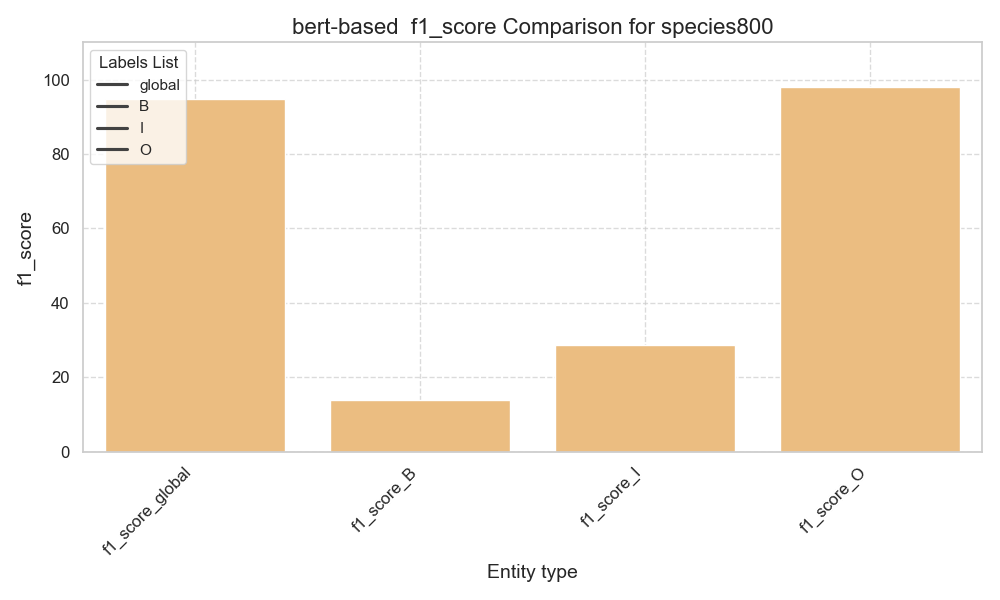 bert-based  f1_score Comparison for species800
Labels List
global
B
I
O
f1_score
100
80
60
40
20
0
f1_score_global
f1_score_B
f1_score_I
f1_score_O
Entity type